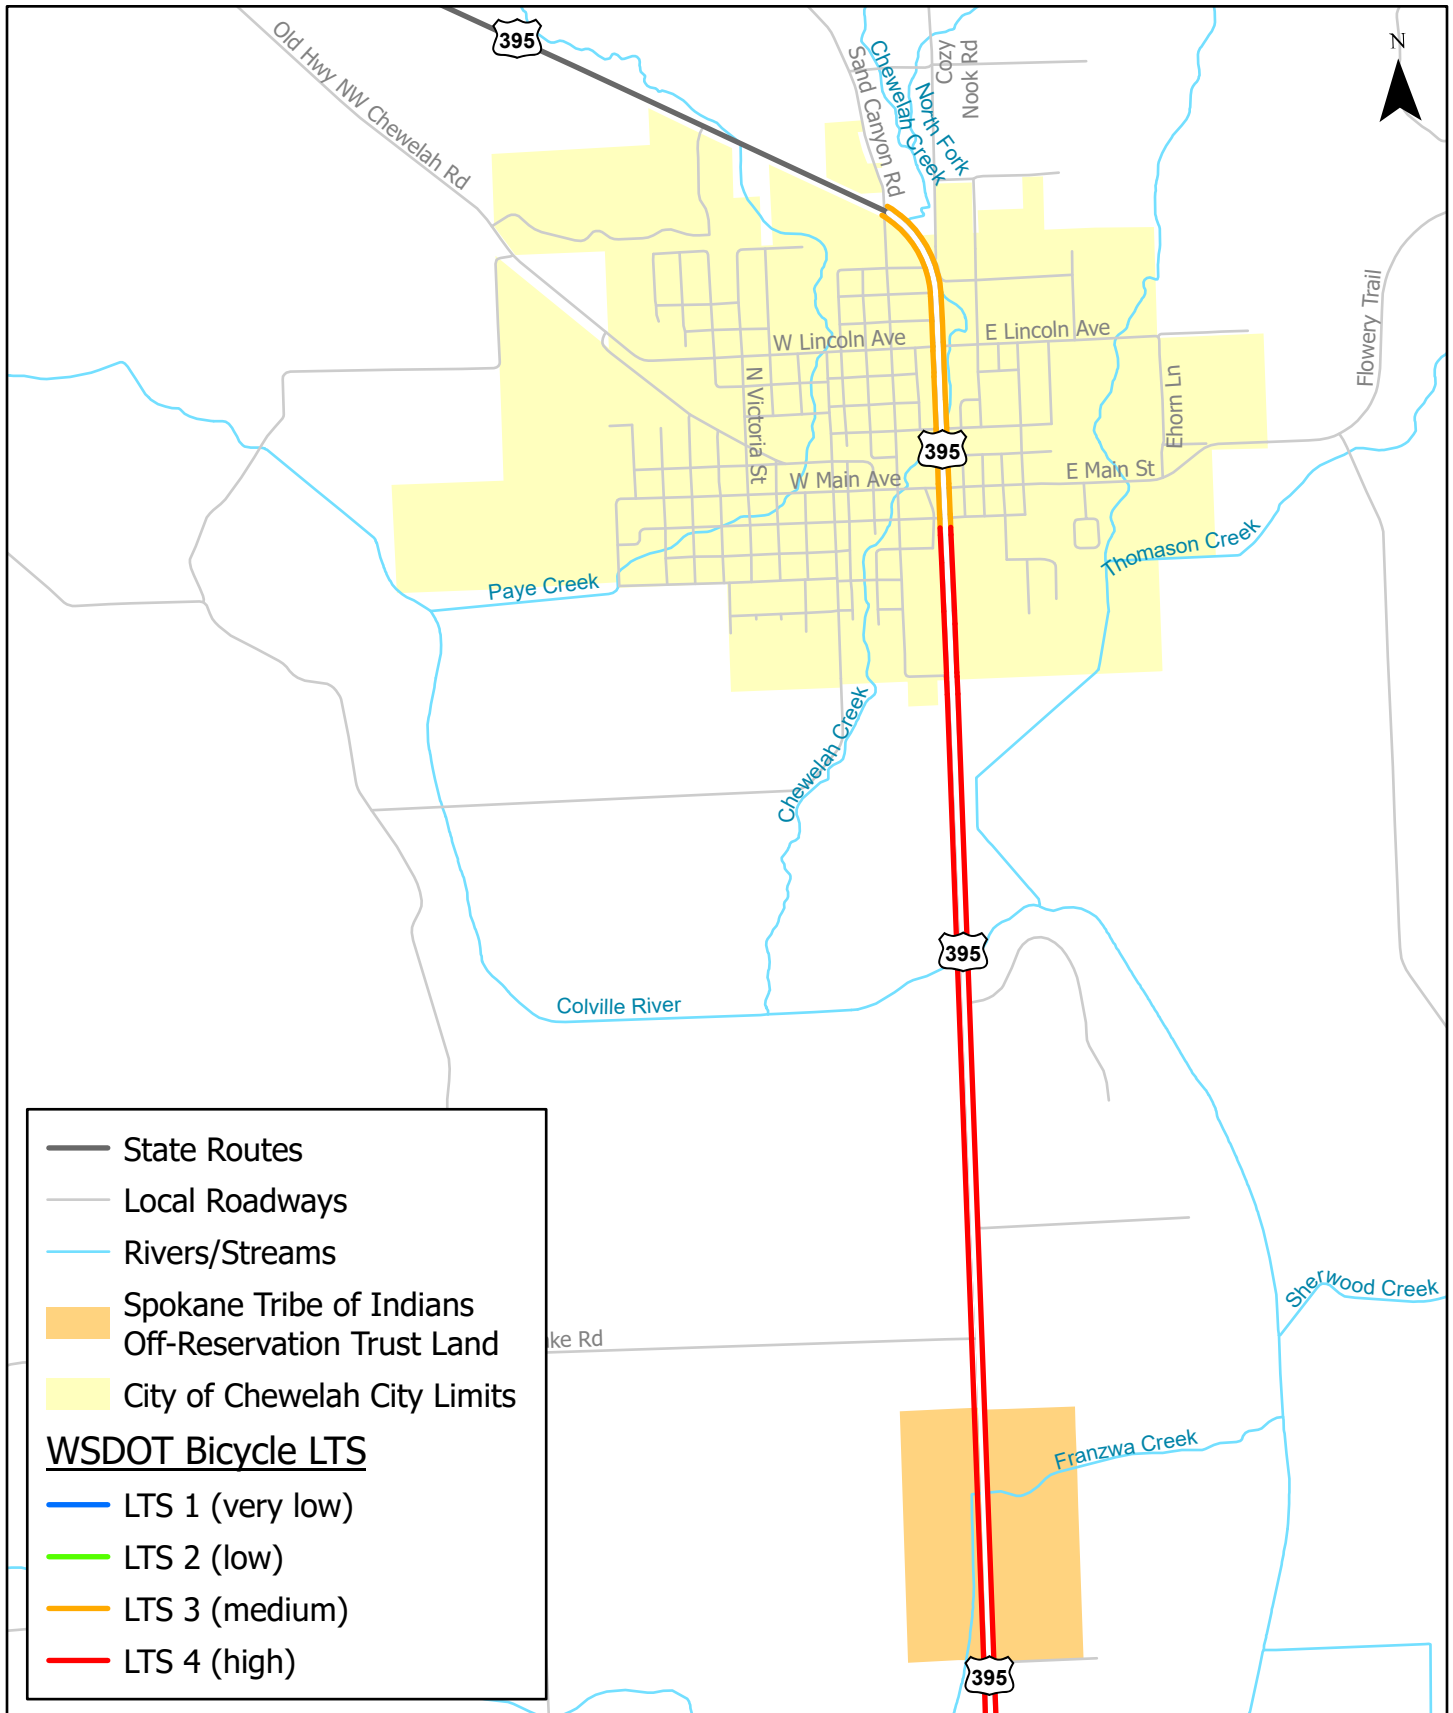 395
N
Old Hwy NW Chewelah Rd
Sand Canyon Rd
Chewelah Creek
North Fork
Cozy
Nook Rd
Flowery Trail
W Lincoln Ave
E Lincoln Ave
N Victoria St
Ehorn Ln
395
W Main Ave
E Main St
Thomason Creek
Paye Creek
Chewelah Creek
395
Colville River
Sherwood Creek
ke Rd
Franzwa Creek
395
State Routes
Local Roadways
Rivers/Streams
Spokane Tribe of Indians
Off-Reservation Trust Land
City of Chewelah City Limits
WSDOT Bicycle LTS
LTS 1 (very low)
LTS 2 (low)
LTS 3 (medium)
LTS 4 (high)